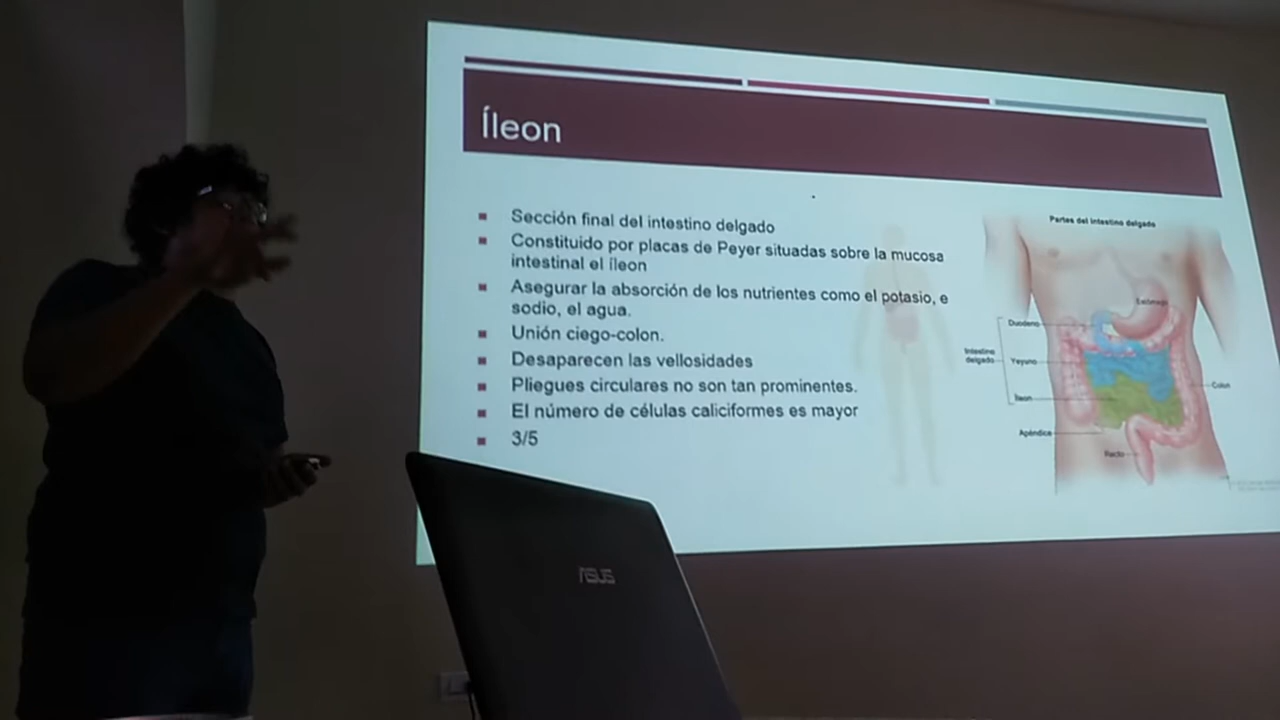 Íleon
Sección final del intestino delgado
Constituido por placas de Peyer situadas sobre la mucosa
intestinal el íleon
Asegurar la absorción de los nutrientes como el potasio, e
sodio, el agua.
Unión ciego-colon.
Desaparecen las vellosidades
Pliegues circulares no son tan prominentes.
El número de células caliciformes es mayor
3/5
Partes del intestino delgado
Estómago
Duodeno
Intestino
delgado
Yeyuno
Colon
Íleon
Apéndice
Recto
ASUS